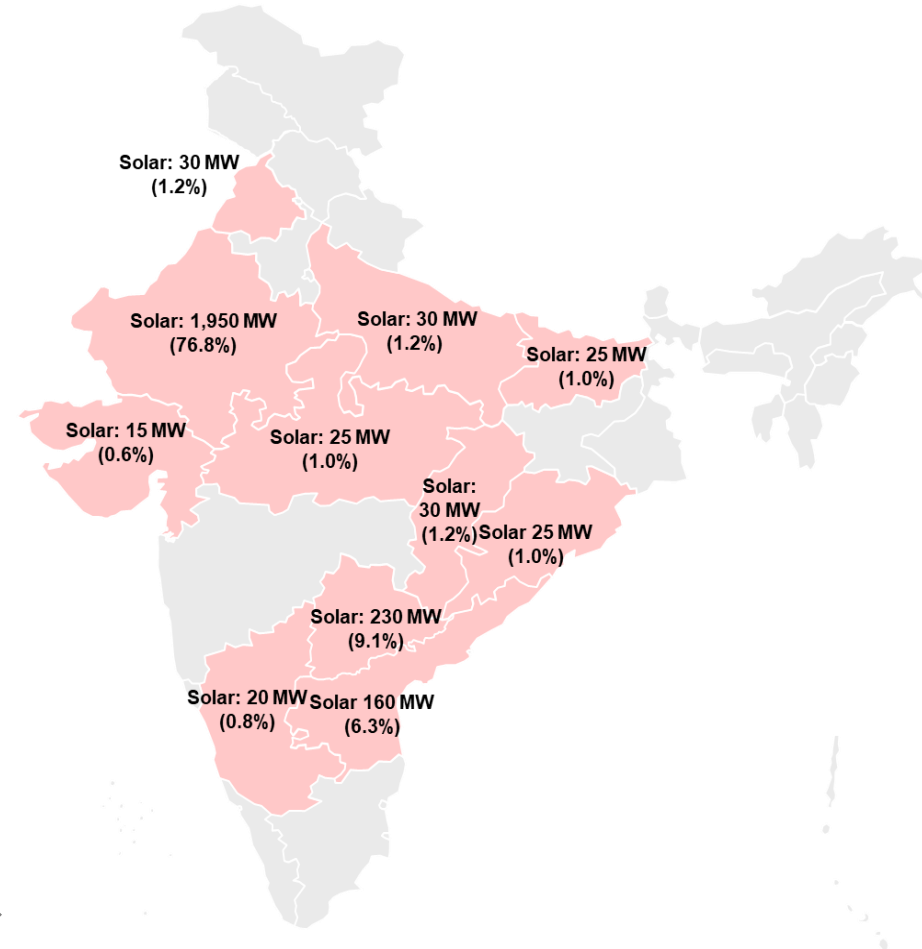 Solar: 30 MW
(1.2%)
Solar: 1,950 MW
(76.8%)
Solar: 30 MW
(1.2%)
Solar: 25 MW
(1.0%)
Solar: 15 MW
(0.6%)
Solar: 25 MW
(1.0%)
Solar:
30 MW
(1.2%)
Solar 25 MW
(1.0%)
Solar: 230 MW
(9.1%)
Solar: 20 MW
(0.8%)
Solar 160 MW
(6.3%)